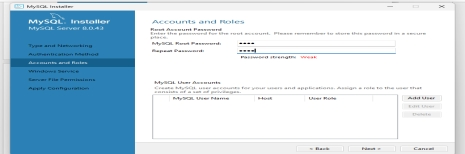 MySQL Installer
MySQL. Installer
MySQL Server 8.0.43
Type and Networking
Authentication Method
Accounts and Roles
Windows Service
Server File Permissions
Apply Configuration
Accounts and Roles
Root Account Password
Enter the password for the root account. Please remember to store this password in a secure
place.
MySQL Root Password:
Repeat Password:
Password strength: Weak
MySQL User Accounts
Create MySQL user accounts for your users and applications. Assign a role to the user that
consists of a set of privileges.
MySQL User Name Host User Role
Add User
Edit User
Delete
< Back Next > Cancel